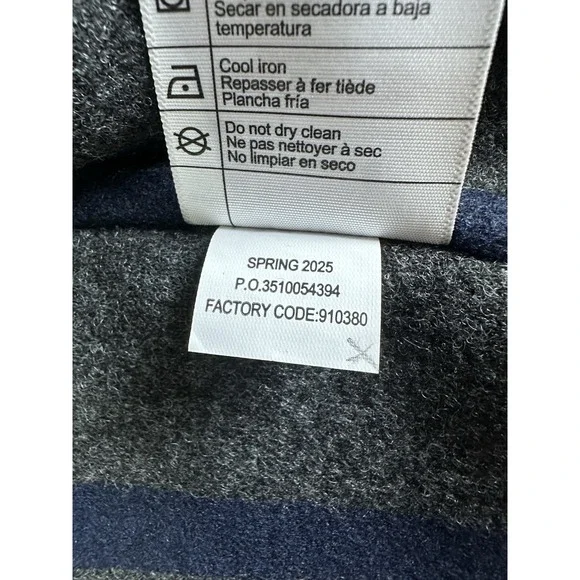 Secar en secadora a baja
temperatura
Cool iron
Repasser à fer tiède
Plancha fría
Do not dry clean
Ne pas nettoyer à sec
No limpiar en seco
SPRING 2025
P.O.3510054394
FACTORY CODE:910380